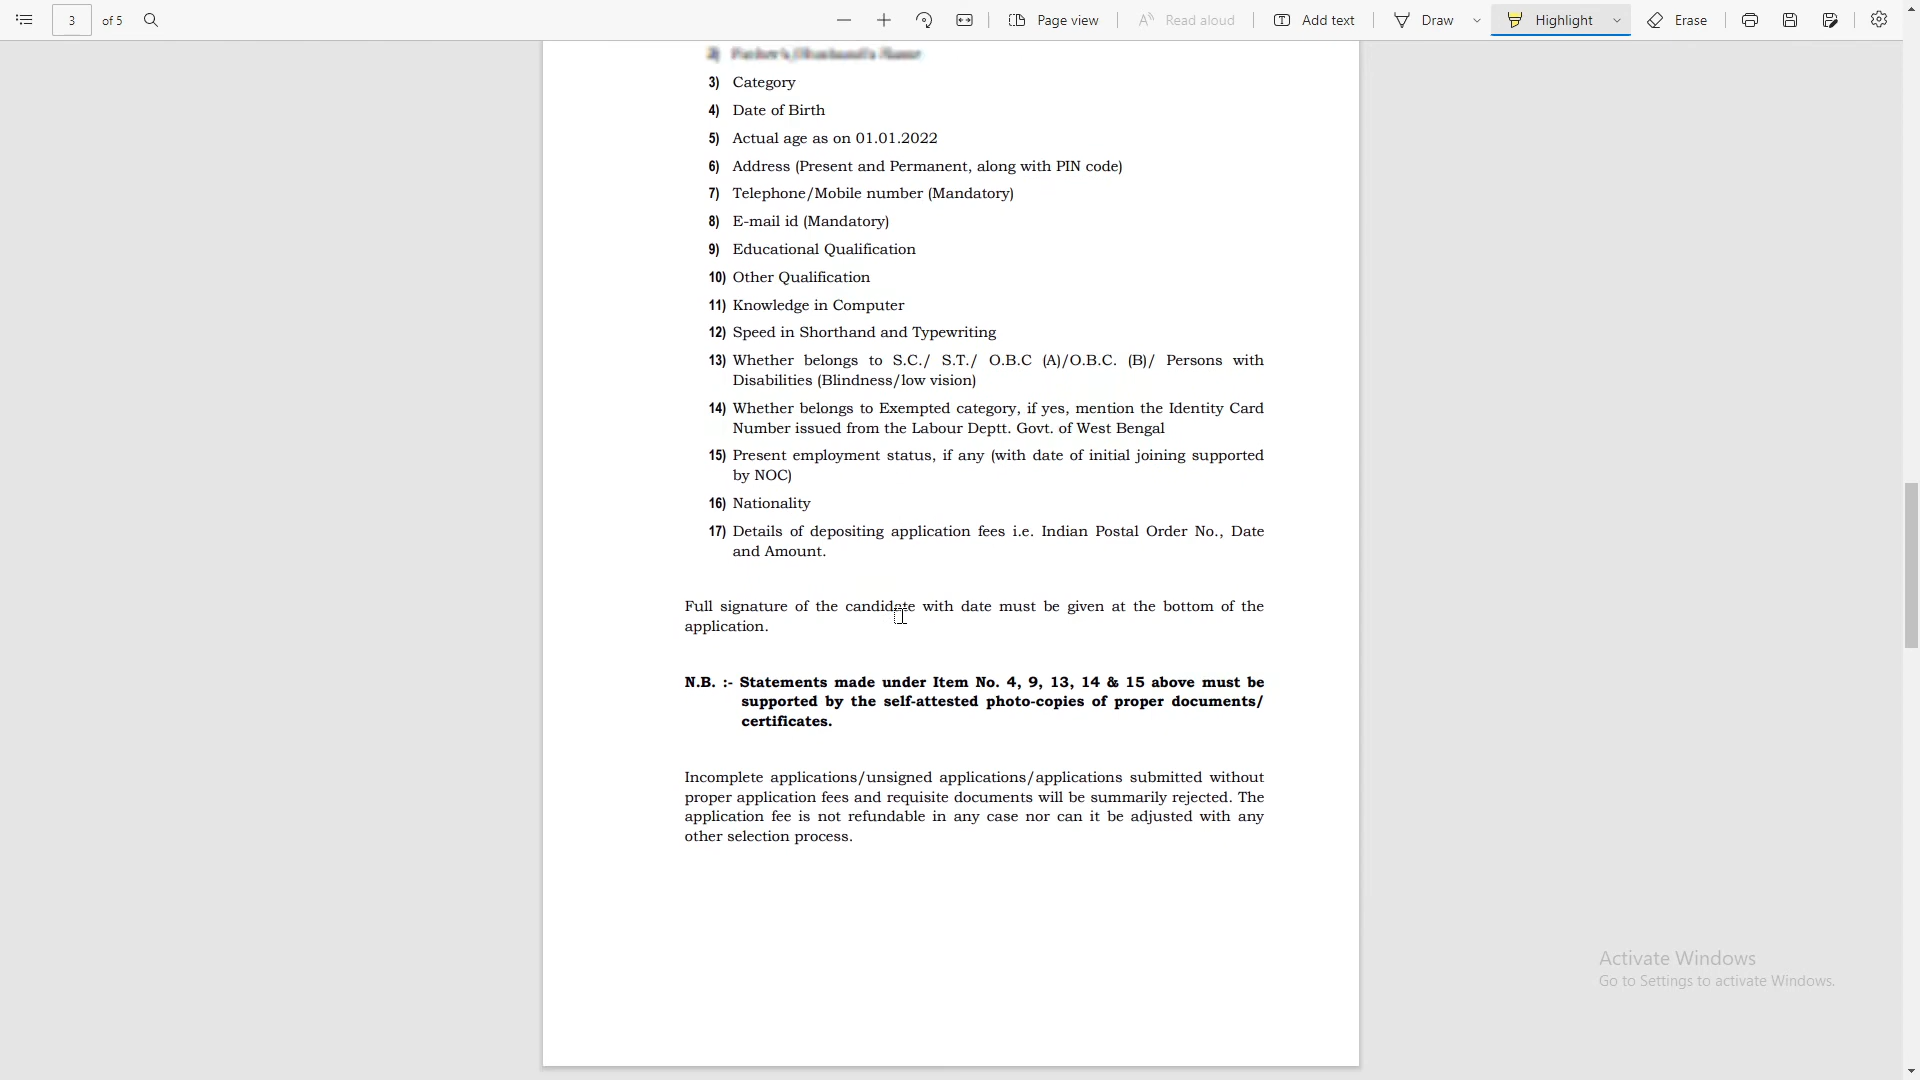 3
of 5
Page view
Read aloud
Add text
Draw
Highlight
Erase
3) Category
4) Date of Birth
5) Actual age as on 01.01.2022
6) Address (Present and Permanent, along with PIN code)
7) Telephone/Mobile number (Mandatory)
8) E-mail id (Mandatory)
9) Educational Qualification
10) Other Qualification
11) Knowledge in Computer
12) Speed in Shorthand and Typewriting
13) Whether belongs to S.C./ S.T./ O.B.C (A)/O.B.C. (B)/ Persons with
Disabilities (Blindness/low vision)
14) Whether belongs to Exempted category, if yes, mention the Identity Card
Number issued from the Labour Deptt. Govt. of West Bengal
15) Present employment status, if any (with date of initial joining supported
by NOC)
16) Nationality
17) Details of depositing application fees i.e. Indian Postal Order No., Date
and Amount.
Full signature of the candidate with date must be given at the bottom of the
application.
N.B. :- Statements made under Item No. 4, 9, 13, 14 & 15 above must be
supported by the self-attested photo-copies of proper documents/
certificates.
Incomplete applications/unsigned applications/applications submitted without
proper application fees and requisite documents will be summarily rejected. The
application fee is not refundable in any case nor can it be adjusted with any
other selection process.
Activate Windows
Go to Settings to activate Windows.